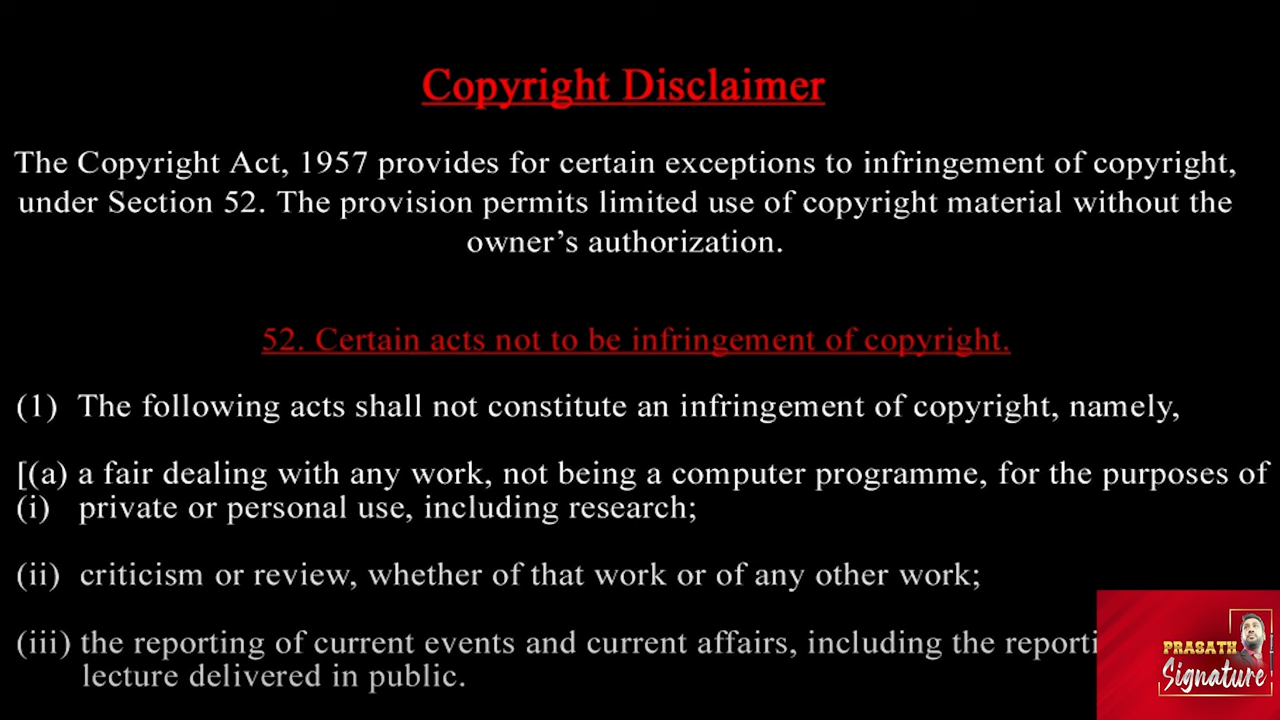 Copyright Disclaimer
The Copyright Act, 1957 provides for certain exceptions to infringement of copyright,
under Section 52. The provision permits limited use of copyright material without the
owner’s authorization.
52. Certain acts not to be infringement of copyright.
(1) The following acts shall not constitute an infringement of copyright, namely,
[(a) a fair dealing with any work, not being a computer programme, for the purposes of
(i) private or personal use, including research;
(ii) criticism or review, whether of that work or of any other work;
(iii) the reporting of current events and current affairs, including the
lecture delivered in public.
PRASATH
Signature